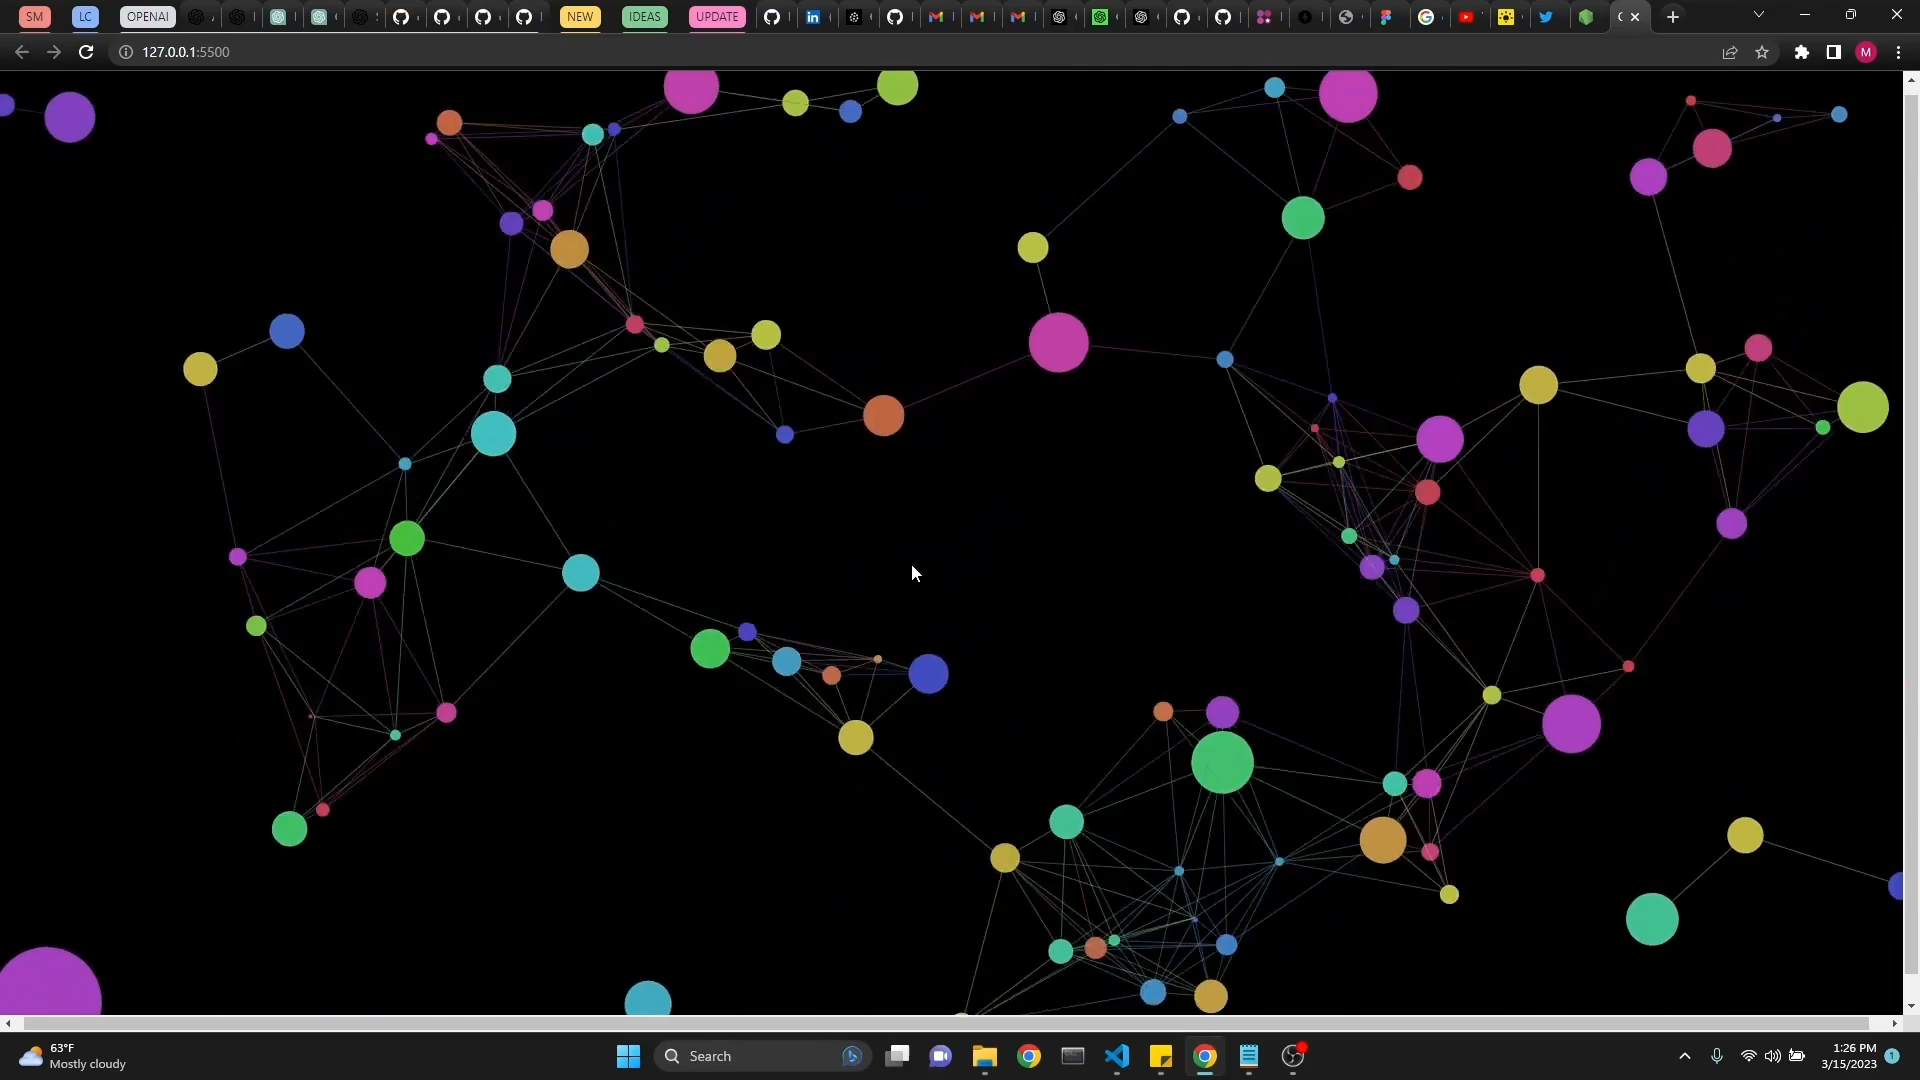 SM
LC
OPENAI
NEW
IDEAS
UPDATE
127.0.0.1:5500
M
63°F
Mostly cloudy
Search
1:26 PM
3/15/2023
1